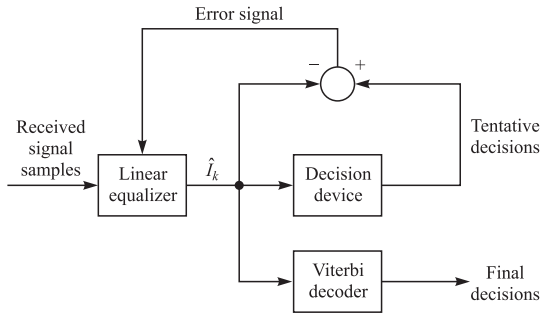 Error signal
− +
Received
signal
samples
Linear
equalizer
Î_k
Decision
device
Tentative
decisions
Viterbi
decoder
Final
decisions